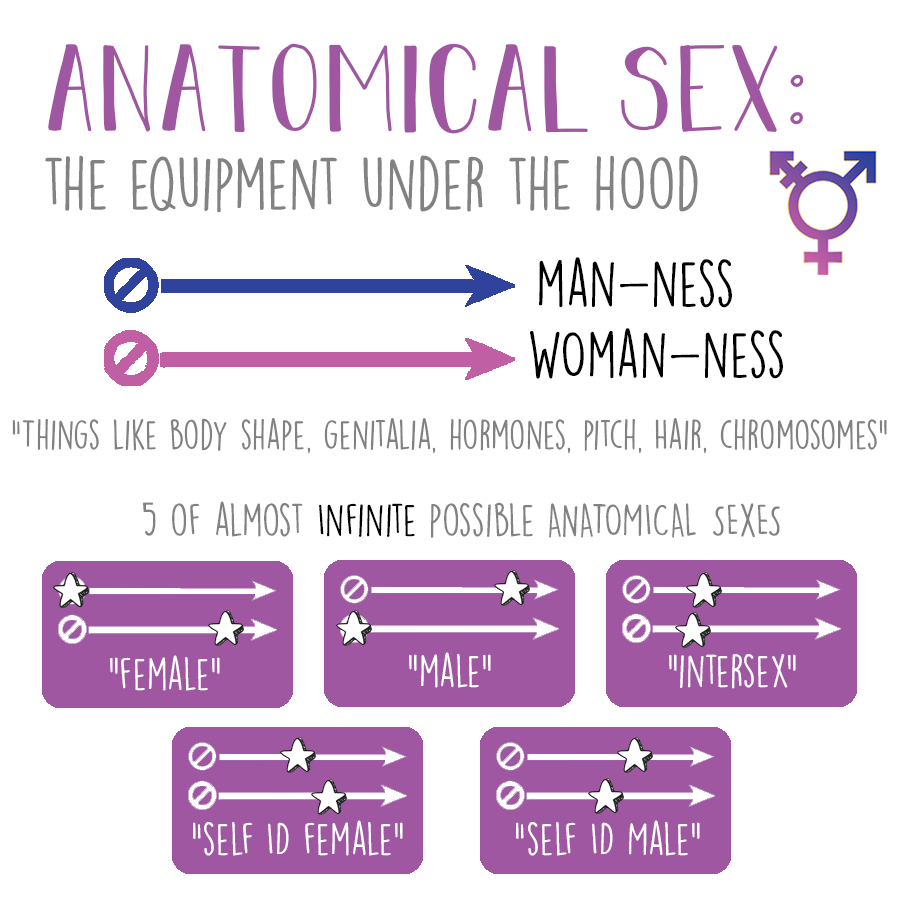 ANATOMICAL SEX:
THE EQUIPMENT UNDER THE HOOD
MAN-NESS
WOMAN-NESS
"THINGS LIKE BODY SHAPE, GENITALIA, HORMONES, PITCH, HAIR, CHROMOSOMES"
5 OF ALMOST INFINITE POSSIBLE ANATOMICAL SEXES
"FEMALE"
"MALE"
"INTERSEX"
"SELF ID FEMALE"
"SELF ID MALE"